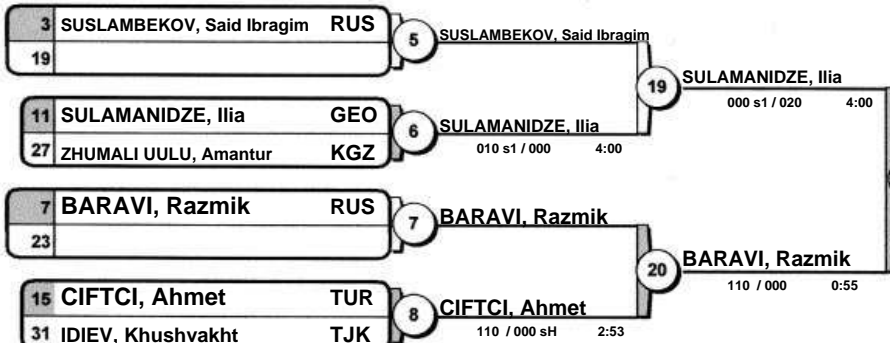 3 SUSLAMBEKOV, Said Ibragim RUS
19
5
SUSLAMBEKOV, Said Ibragim
11 SULAMANIDZE, Ilia GEO
27 ZHUMALI UULU, Amantur KGZ
6
SULAMANIDZE, Ilia
010 s1 / 000 4:00
19
SULAMANIDZE, Ilia
000 s1 / 020 4:00
7 BARAVI, Razmik RUS
23
7
BARAVI, Razmik
15 CIFTCI, Ahmet TUR
31 IDIEV, Khushvakht TJK
8
CIFTCI, Ahmet
110 / 000 sH 2:53
20
BARAVI, Razmik
110 / 000 0:55